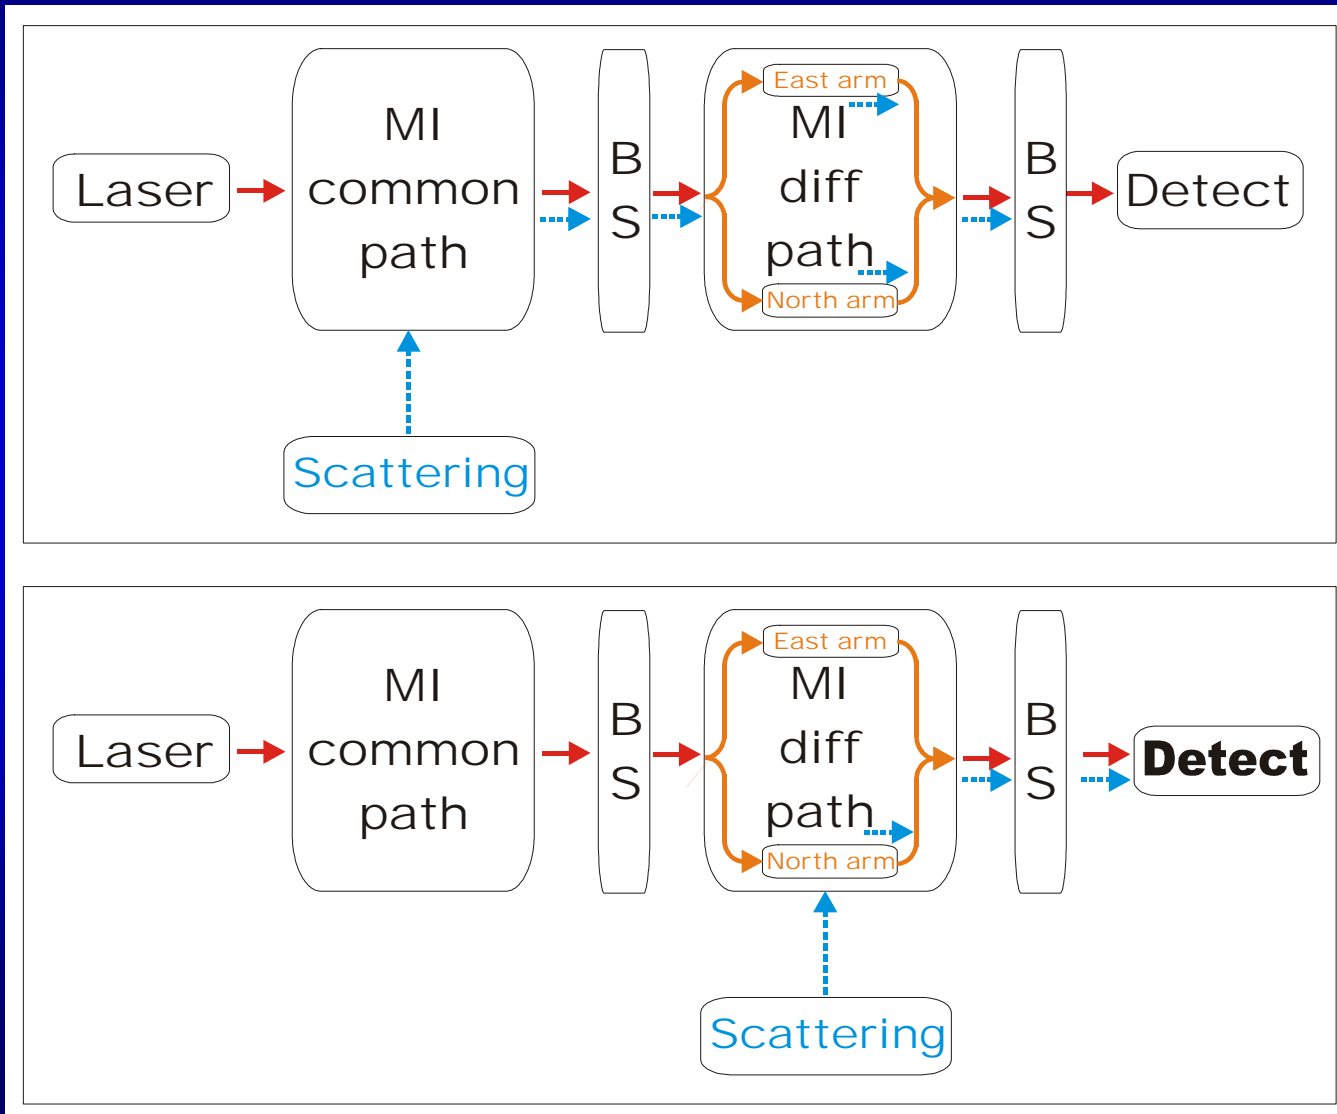 Laser
MI
common
path
B
S
East arm
MI
diff
path
North arm
B
S
Detect
Scattering
Laser
MI
common
path
B
S
East arm
MI
diff
path
North arm
B
S
Detect
Scattering